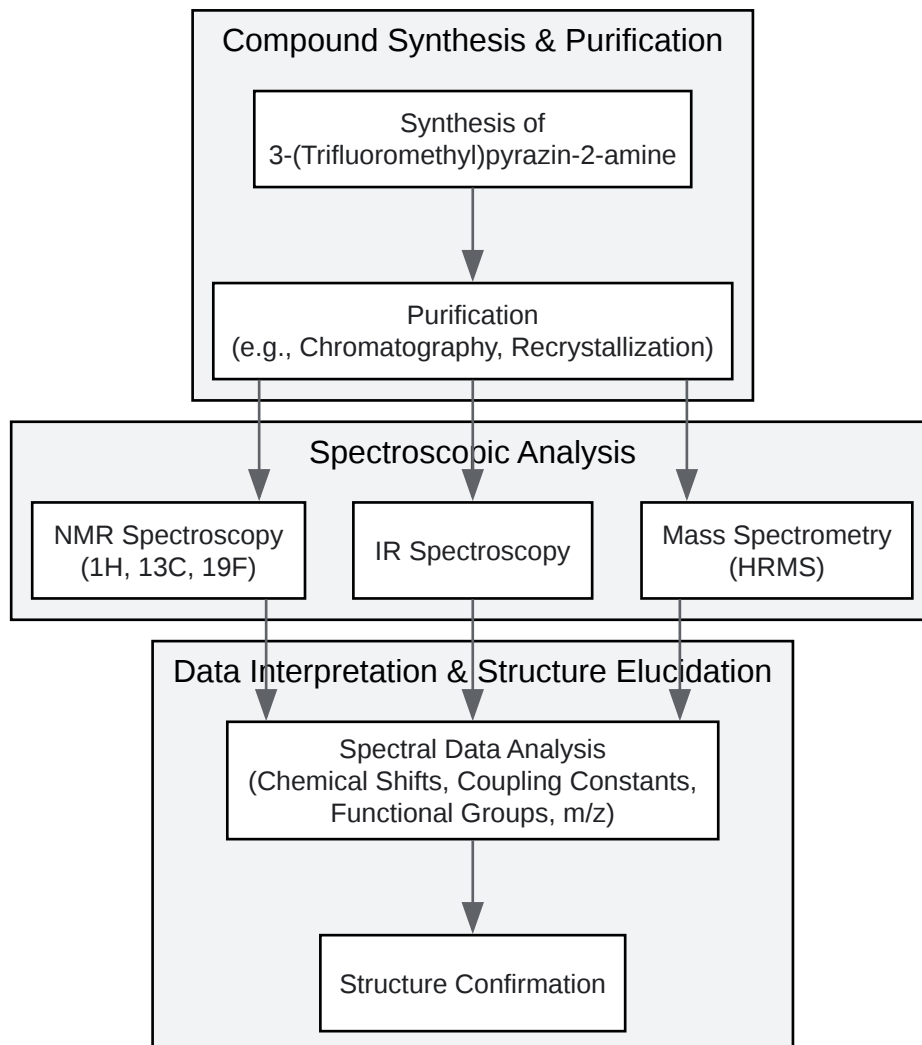 Compound Synthesis & Purification
Synthesis of
3-(Trifluoromethyl)pyrazin-2-amine
Purification
(e.g., Chromatography, Recrystallization)
Spectroscopic Analysis
NMR Spectroscopy
(1H, 13C, 19F)
IR Spectroscopy
Mass Spectrometry
(HRMS)
Data Interpretation & Structure Elucidation
Spectral Data Analysis
(Chemical Shifts, Coupling Constants,
Functional Groups, m/z)
Structure Confirmation